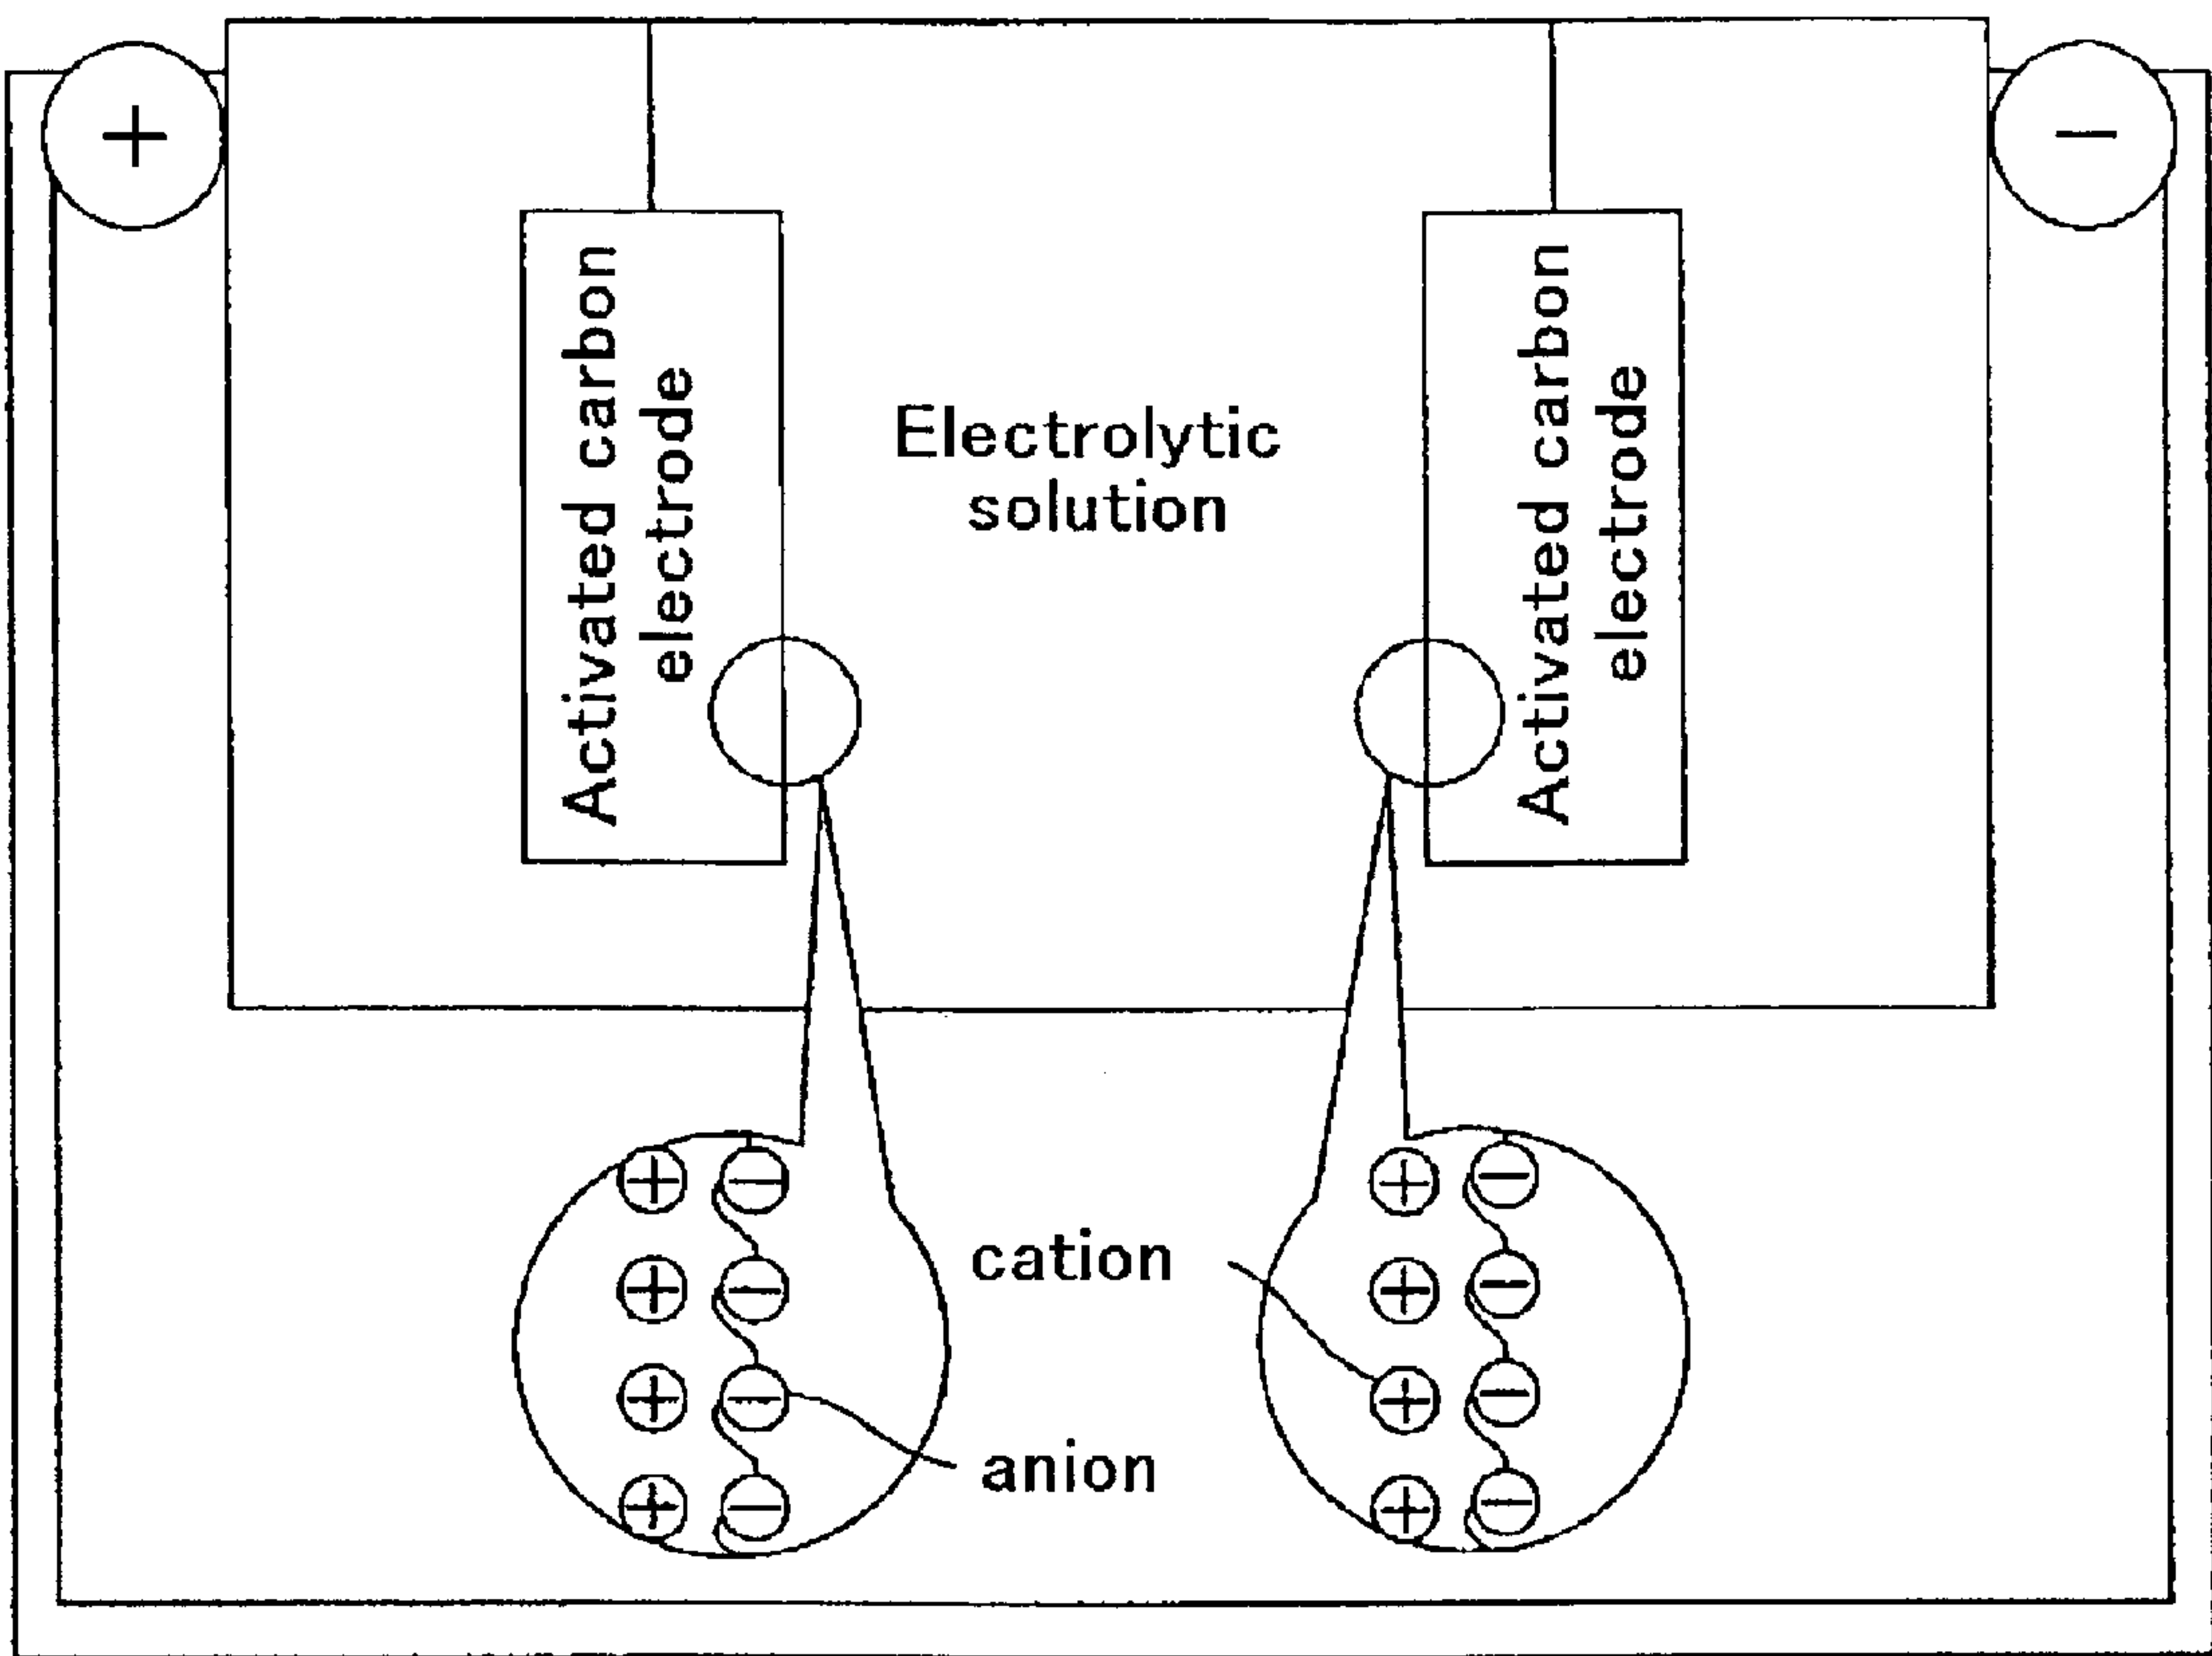 +
−
Activated carbon
electrode
Electrolytic
solution
Activated carbon
electrode
cation
anion